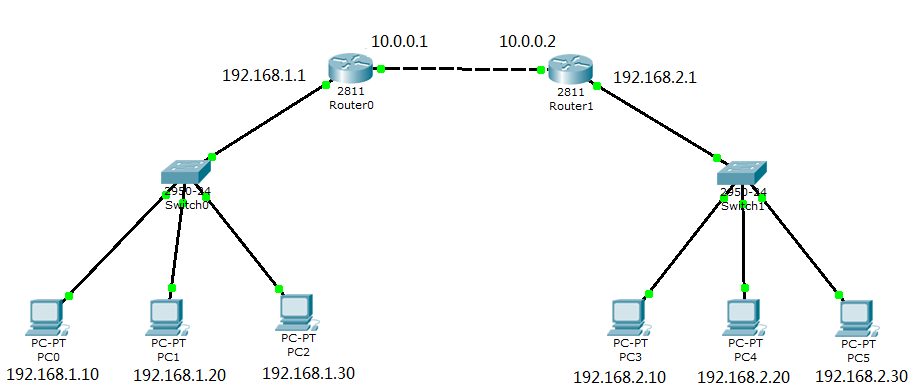 10.0.0.1
10.0.0.2
192.168.1.1
2811
Router0
2811
Router1
192.168.2.1
2950-24
Switch0
2950-24
Switch1
PC-PT
PC0
192.168.1.10
PC-PT
PC1
192.168.1.20
PC-PT
PC2
192.168.1.30
PC-PT
PC3
192.168.2.10
PC-PT
PC4
192.168.2.20
PC-PT
PC5
192.168.2.30